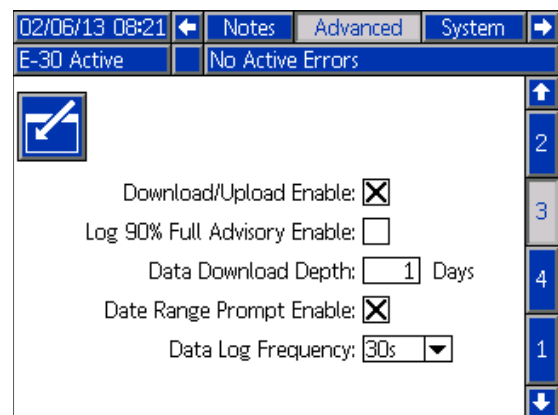 02/06/13 08:21 Notes Advanced System
E-30 Active No Active Errors
2
Download/Upload Enable:
3
Log 90% Full Advisory Enable:
Data Download Depth: 1 Days
4
Date Range Prompt Enable:
Data Log Frequency: 30s
1